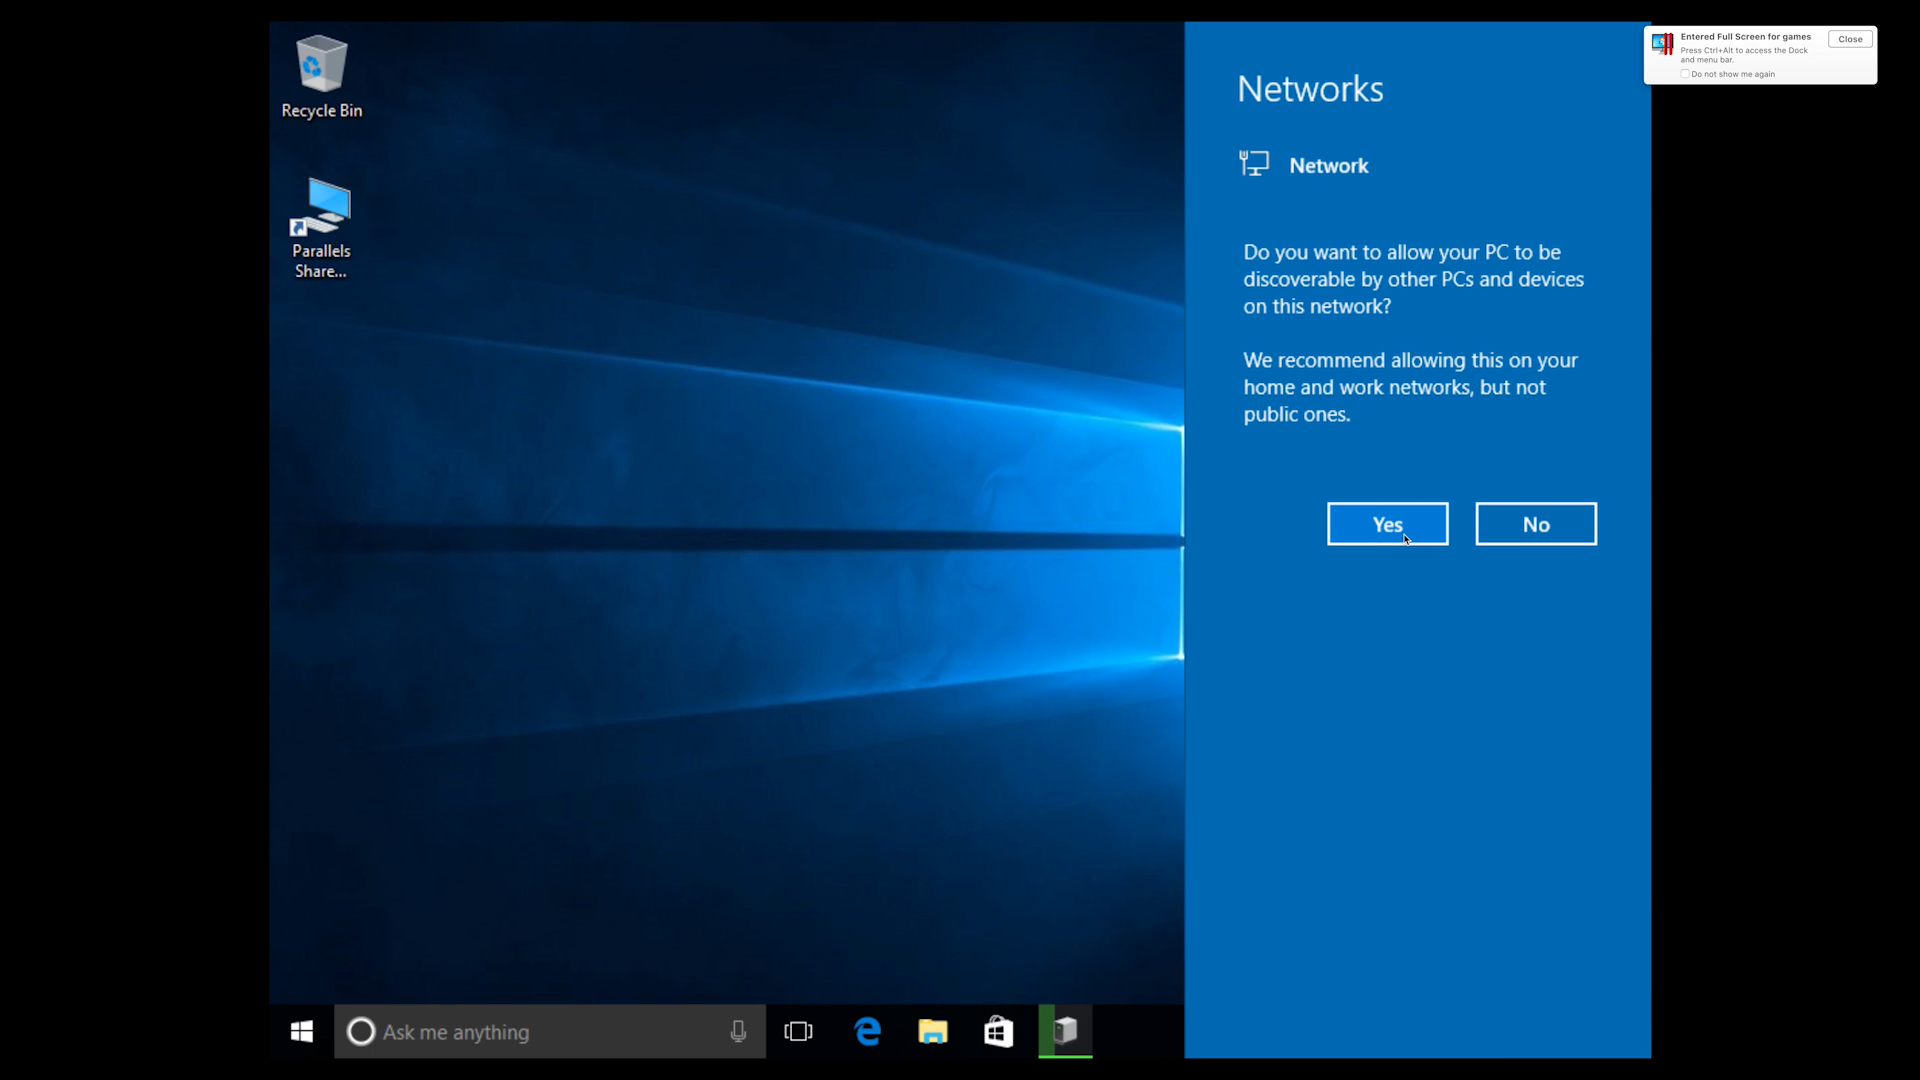 Recycle Bin
Parallels
Share...
Networks
Network
Do you want to allow your PC to be
discoverable by other PCs and devices
on this network?
We recommend allowing this on your
home and work networks, but not
public ones.
Yes
No
Entered Full Screen for games
Press Ctrl+Alt to access the Dock
and menu bar.
Do not show me again
Close
Ask me anything